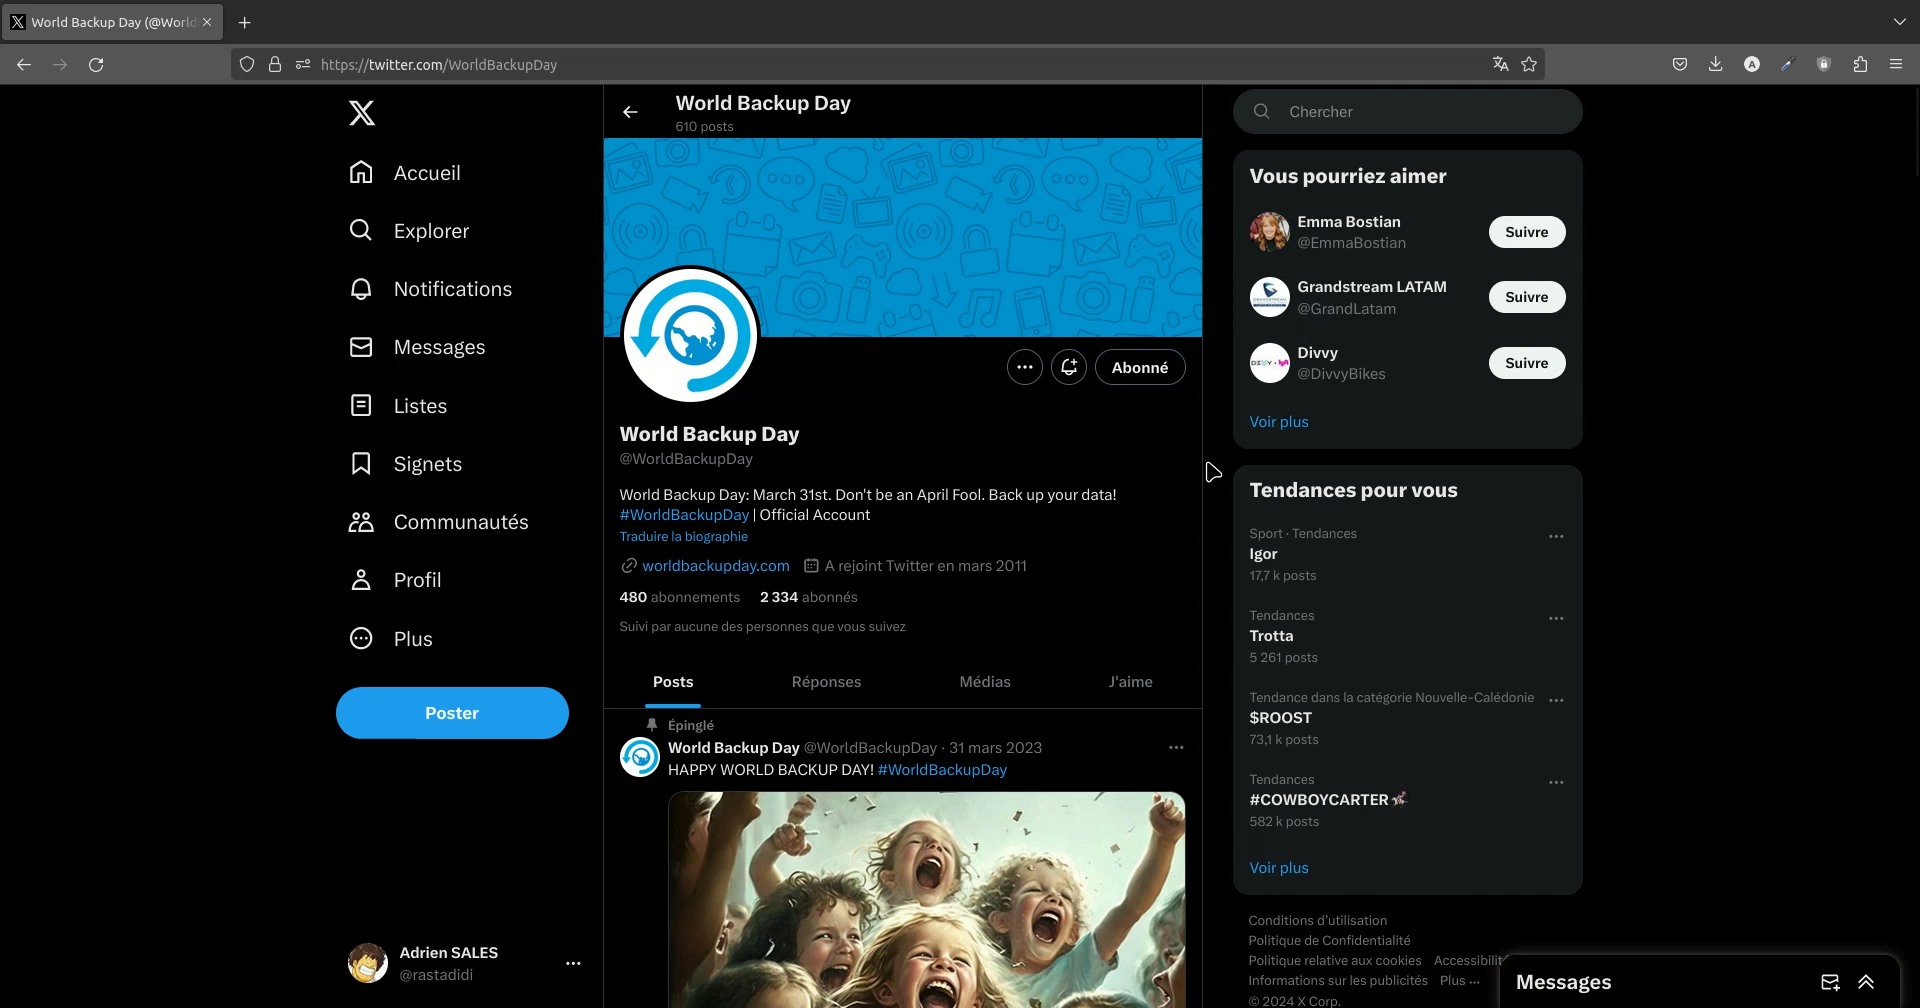 World Backup Day (@World
https://twitter.com/WorldBackupDay
Accueil
Explorer
Notifications
Messages
Listes
Signets
Communautés
Profil
Plus
Poster
Adrien SALES
@rastadidi
World Backup Day
610 posts
Abonné
World Backup Day
@WorldBackupDay
World Backup Day: March 31st. Don't be an April Fool. Back up your data!
#WorldBackupDay | Official Account
Traduire la biographie
worldbackupday.com A rejoint Twitter en mars 2011
480 abonnements 2 334 abonnés
Suivi par aucune des personnes que vous suivez
Posts Réponses Médias J'aime
Épinglé
World Backup Day @WorldBackupDay · 31 mars 2023
HAPPY WORLD BACKUP DAY! #WorldBackupDay
Chercher
Vous pourriez aimer
Emma Bostian
@EmmaBostian
Suivre
Grandstream LATAM
@GrandLatam
Suivre
Divvy
@DivvyBikes
Suivre
Voir plus
Tendances pour vous
Sport · Tendances
Igor
17,7 k posts
Tendances
Trotta
5 261 posts
Tendance dans la catégorie Nouvelle-Calédonie
$ROOST
73,1 k posts
Tendances
#COWBOYCARTER
582 k posts
Voir plus
Conditions d'utilisation
Politique de Confidentialité
Politique relative aux cookies Accessibilit
Informations sur les publicités Plus ···
© 2024 X Corp.
Messages